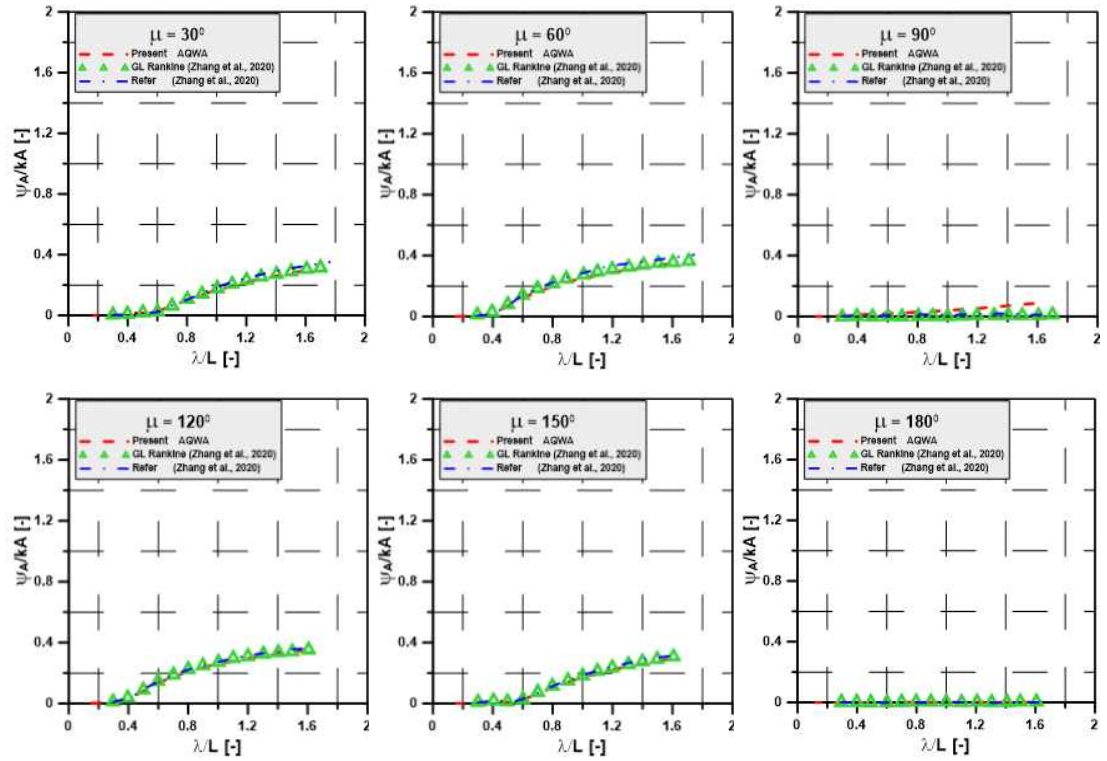 μ = 30⁰
Present AQWA
GL Rankine (Zhang et al., 2020)
Refer (Zhang et al., 2020)
2
1.6
1.2
0.8
0.4
0
ψA/kA [-]
0 0.4 0.8 1.2 1.6 2
λ/L [-]
μ = 60⁰
Present AQWA
GL Rankine (Zhang et al., 2020)
Refer (Zhang et al., 2020)
2
1.6
1.2
0.8
0.4
0
ψA/kA [-]
0 0.4 0.8 1.2 1.6 2
λ/L [-]
μ = 90⁰
Present AQWA
GL Rankine (Zhang et al., 2020)
Refer (Zhang et al., 2020)
2
1.6
1.2
0.8
0.4
0
ψA/kA [-]
0 0.4 0.8 1.2 1.6 2
λ/L [-]
μ = 120⁰
Present AQWA
GL Rankine (Zhang et al., 2020)
Refer (Zhang et al., 2020)
2
1.6
1.2
0.8
0.4
0
ψA/kA [-]
0 0.4 0.8 1.2 1.6 2
λ/L [-]
μ = 150⁰
Present AQWA
GL Rankine (Zhang et al., 2020)
Refer (Zhang et al., 2020)
2
1.6
1.2
0.8
0.4
0
ψA/kA [-]
0 0.4 0.8 1.2 1.6 2
λ/L [-]
μ = 180⁰
Present AQWA
GL Rankine (Zhang et al., 2020)
Refer (Zhang et al., 2020)
2
1.6
1.2
0.8
0.4
0
ψA/kA [-]
0 0.4 0.8 1.2 1.6 2
λ/L [-]